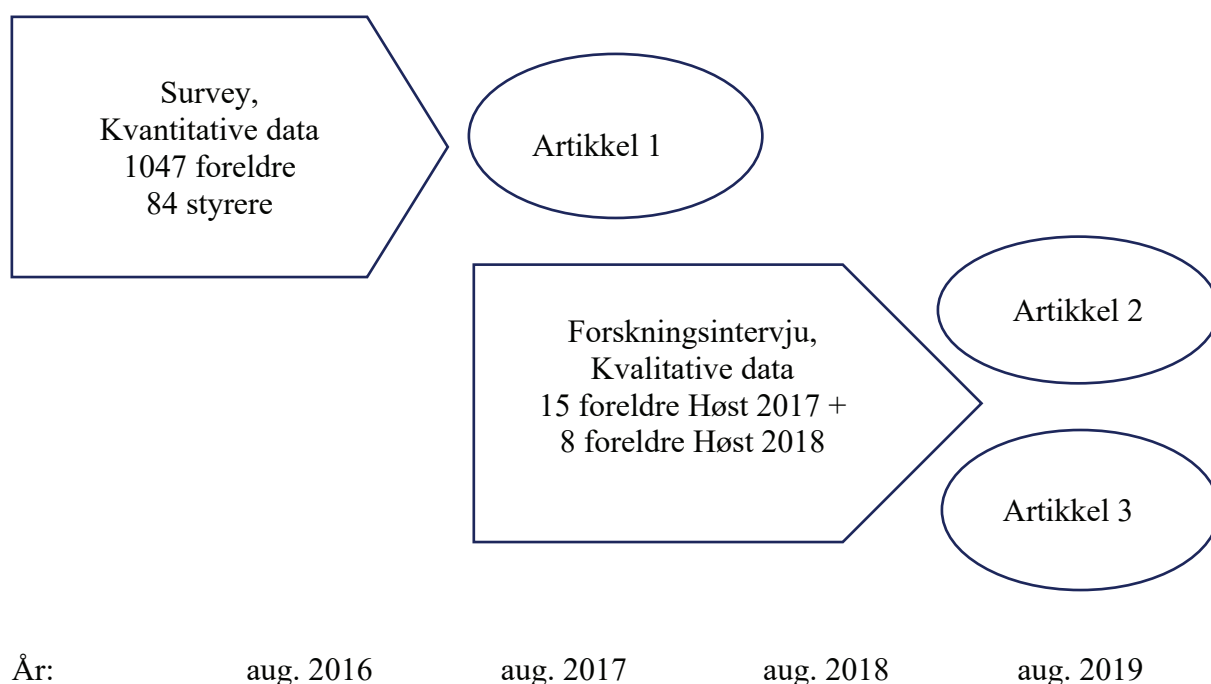 Survey,
Kvantitative data
1047 foreldre
84 styrere
Artikkel 1
Forskningsintervju,
Kvalitative data
15 foreldre Høst 2017 +
8 foreldre Høst 2018
Artikkel 2
Artikkel 3
År: aug. 2016 aug. 2017 aug. 2018 aug. 2019